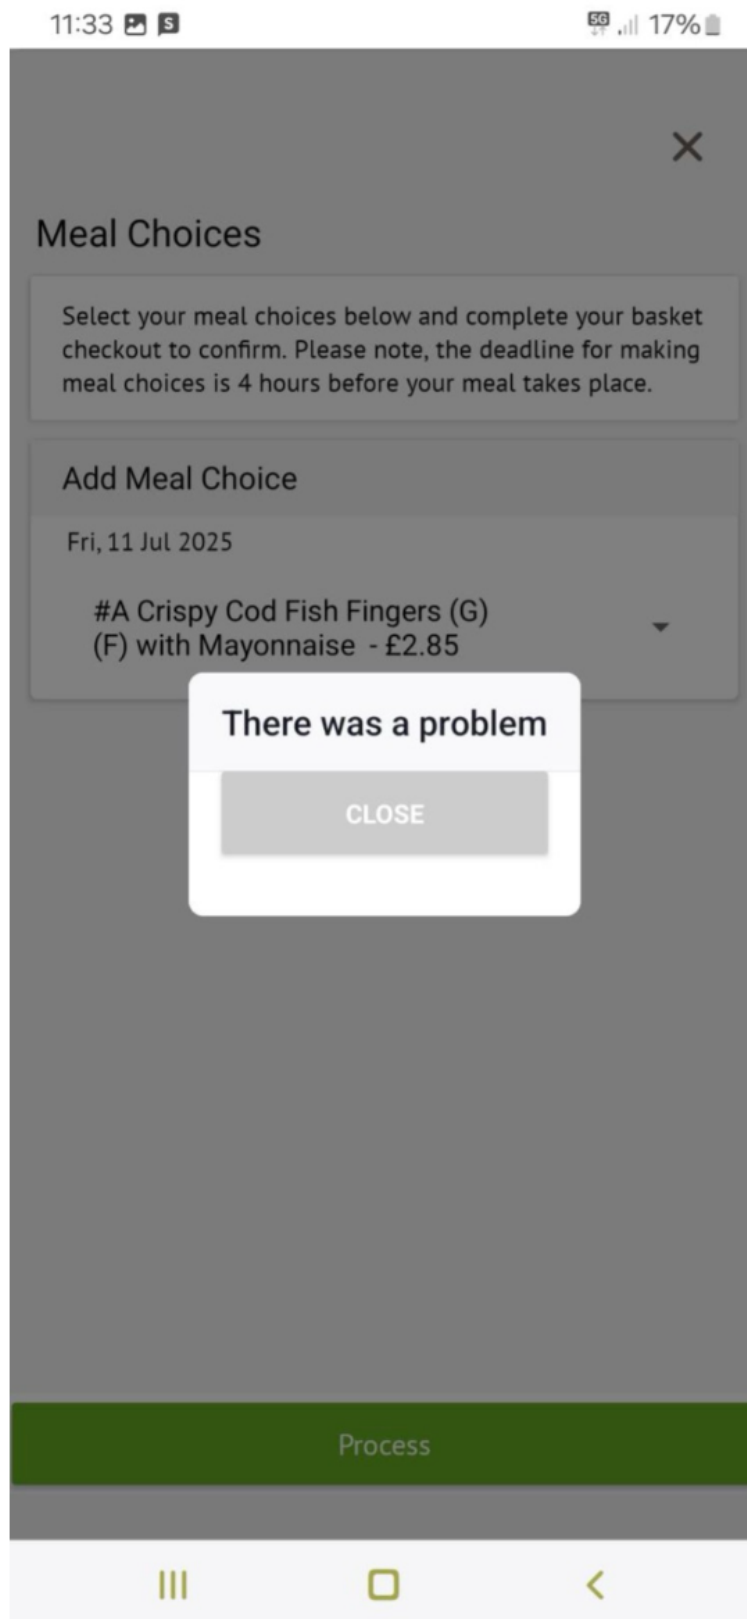 11:33 S 5G 17%
Meal Choices
Select your meal choices below and complete your basket
checkout to confirm. Please note, the deadline for making
meal choices is 4 hours before your meal takes place.
Add Meal Choice
Fri, 11 Jul 2025
#A Crispy Cod Fish Fingers (G)
(F) with Mayonnaise - £2.85
There was a problem
CLOSE
Process